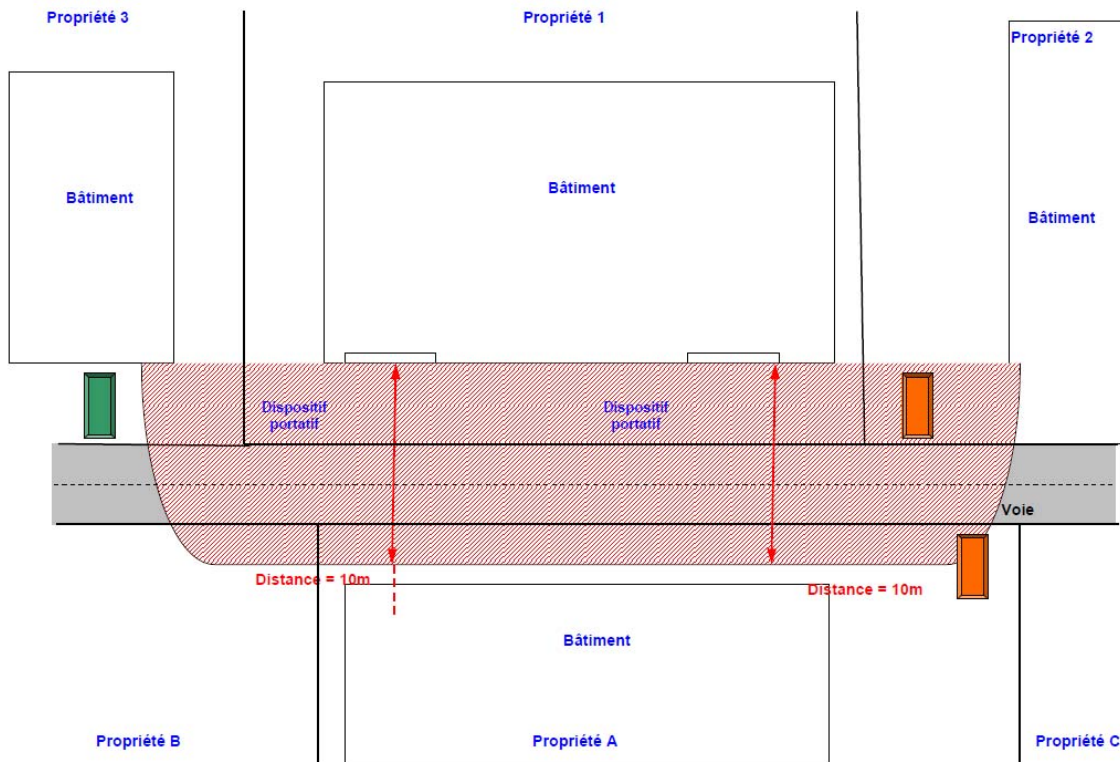 Propriété 3
Propriété 1
Propriété 2
Bâtiment
Bâtiment
Bâtiment
Dispositif
portatif
Dispositif
portatif
Voie
Distance = 10m
Distance = 10m
Bâtiment
Propriété B
Propriété A
Propriété C